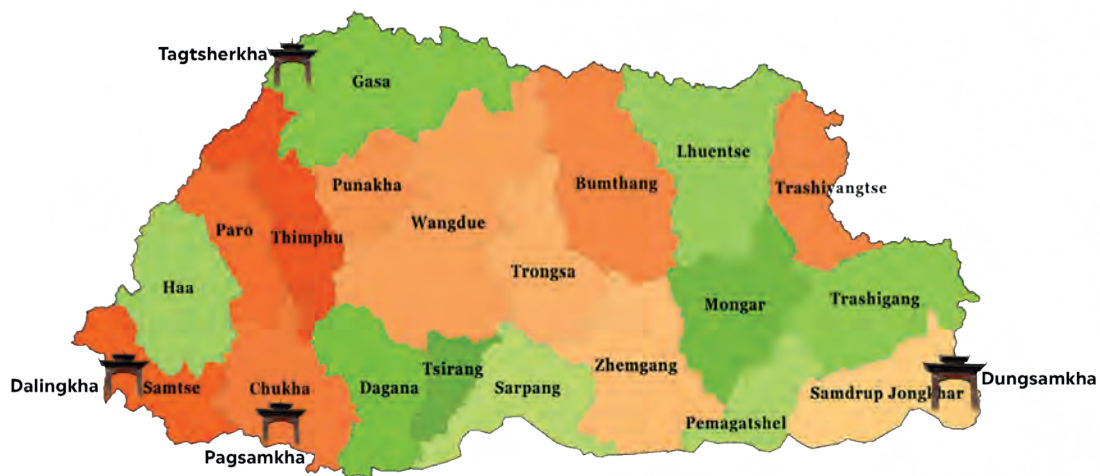 Tagtsherkha
Gasa
Lhuentse
Punakha
Bumthang
Trashiyangtse
Paro
Thimphu
Wangdue
Trongsa
Haa
Mongar
Trashigang
Dalingkha
Samtse
Chukha
Dagana
Tsirang
Sarpang
Zhemgang
Samdrup Jongkhar
Dungsamkha
Pemagatshel
Pagsamkha